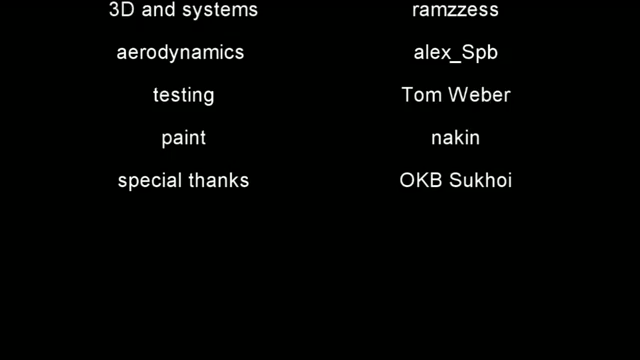 3D and systems ramzzess
aerodynamics alex_Spb
testing Tom Weber
paint nakin
special thanks OKB Sukhoi